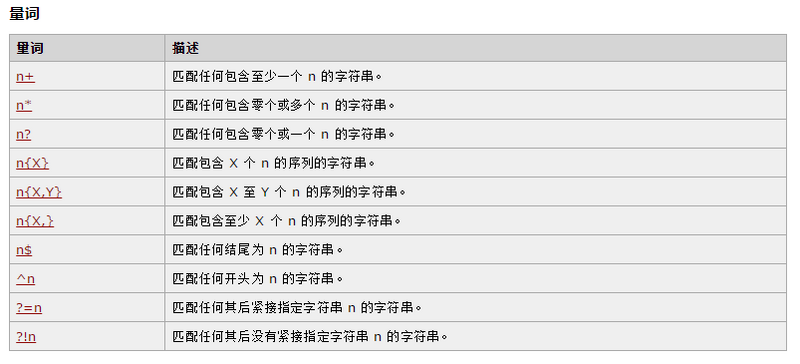 量词
量词 描述
n+ 匹配任何包含至少一个 n 的字符串。
n* 匹配任何包含零个或多个 n 的字符串。
n? 匹配任何包含零个或一个 n 的字符串。
n{X} 匹配包含 X 个 n 的序列的字符串。
n{X,Y} 匹配包含 X 至 Y 个 n 的序列的字符串。
n{X,} 匹配包含至少 X 个 n 的序列的字符串。
n$ 匹配任何结尾为 n 的字符串。
^n 匹配任何开头为 n 的字符串。
?=n 匹配任何其后紧接指定字符串 n 的字符串。
?!n 匹配任何其后没有紧接指定字符串 n 的字符串。